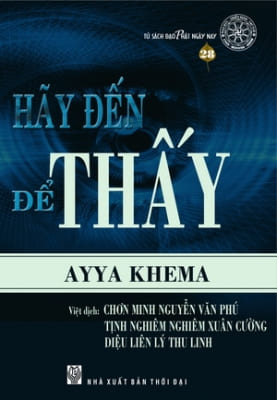 TỦ SÁCH ĐẠO PHẬT NGÀY NAY
28
HÃY ĐẾN
ĐỂ THẤY
AYYA KHEMA
Việt dịch: CHƠN MINH NGUYỄN VĂN PHÚ
TỊNH NGHIÊM NGHIÊM XUÂN CƯỜNG
DIỆU LIÊN LÝ THU LINH
NHÀ XUẤT BẢN THỜI ĐẠI